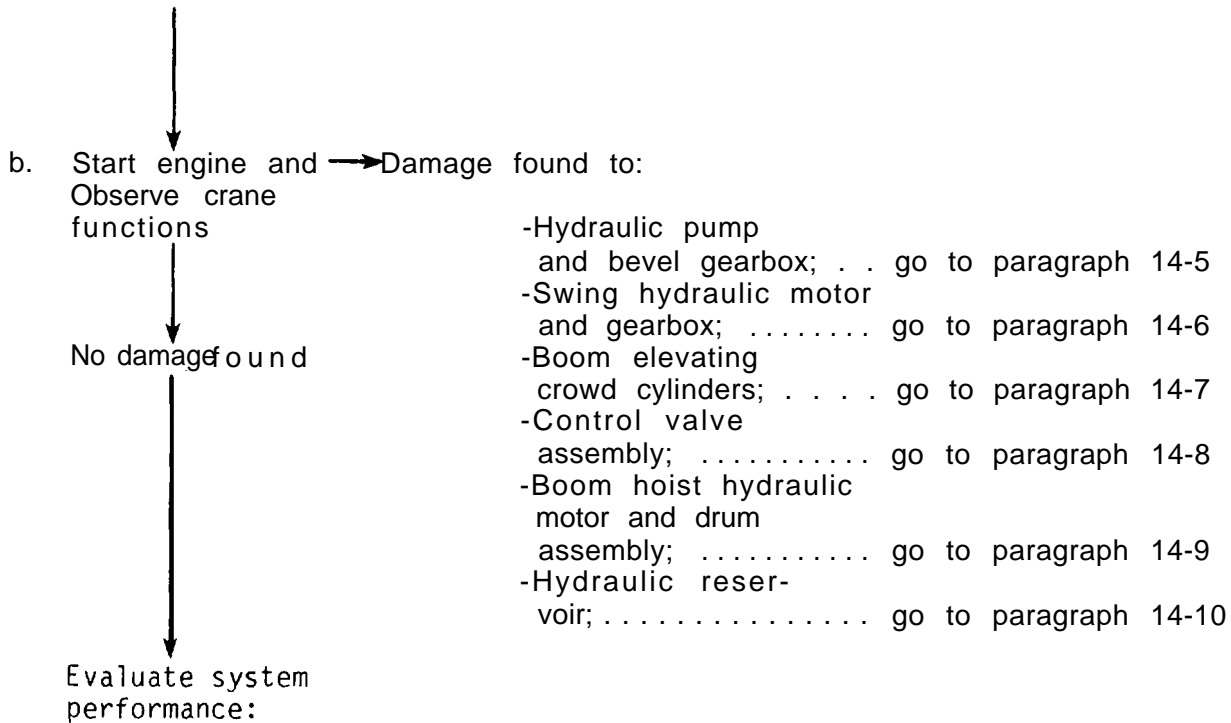 b. Start engine and Damage found to:
Observe crane
functions
-Hydraulic pump
and bevel gearbox; . . go to paragraph 14-5
-Swing hydraulic motor
and gearbox; ........ go to paragraph 14-6
No damage found
-Boom elevating
crowd cylinders; . . . . go to paragraph 14-7
-Control valve
assembly; ........... go to paragraph 14-8
-Boom hoist hydraulic
motor and drum
assembly; ........... go to paragraph 14-9
-Hydraulic reser-
voir; ............... go to paragraph 14-10
Evaluate system
performance: